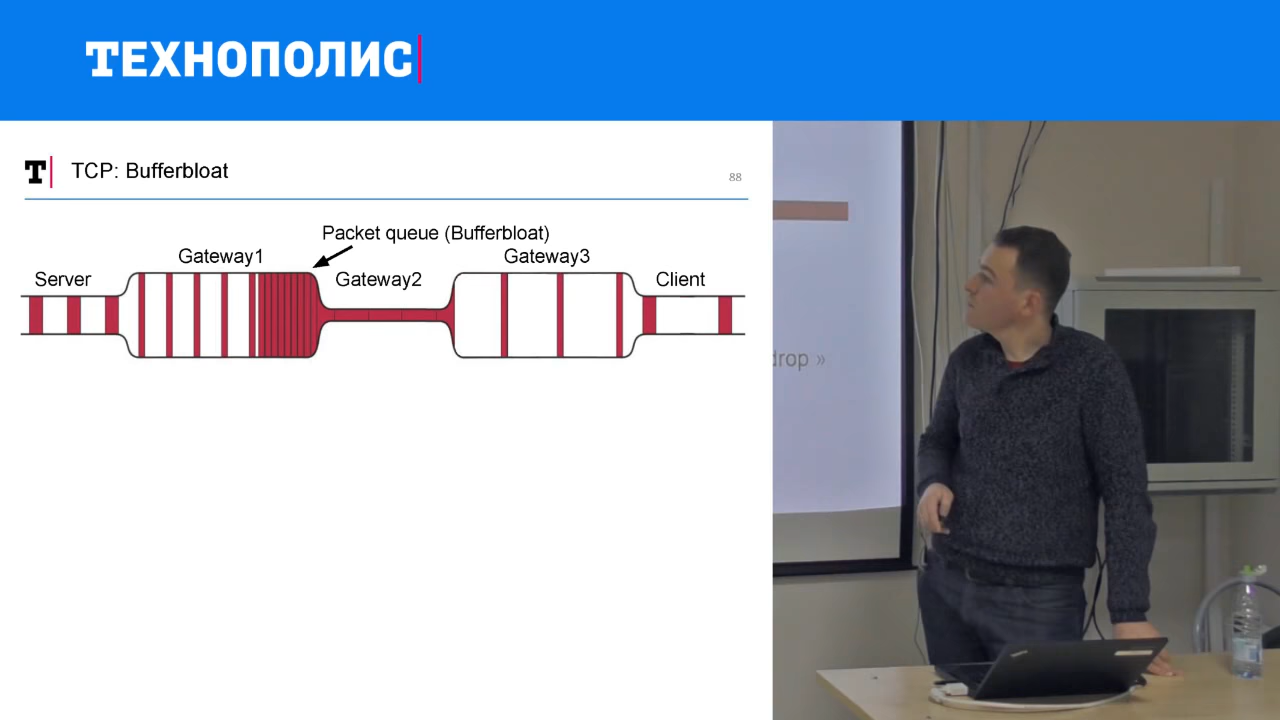 ТЕХНОПОЛИС
T TCP: Bufferbloat
88
Packet queue (Bufferbloat)
Gateway1
Gateway3
Server
Gateway2
Client
drop »